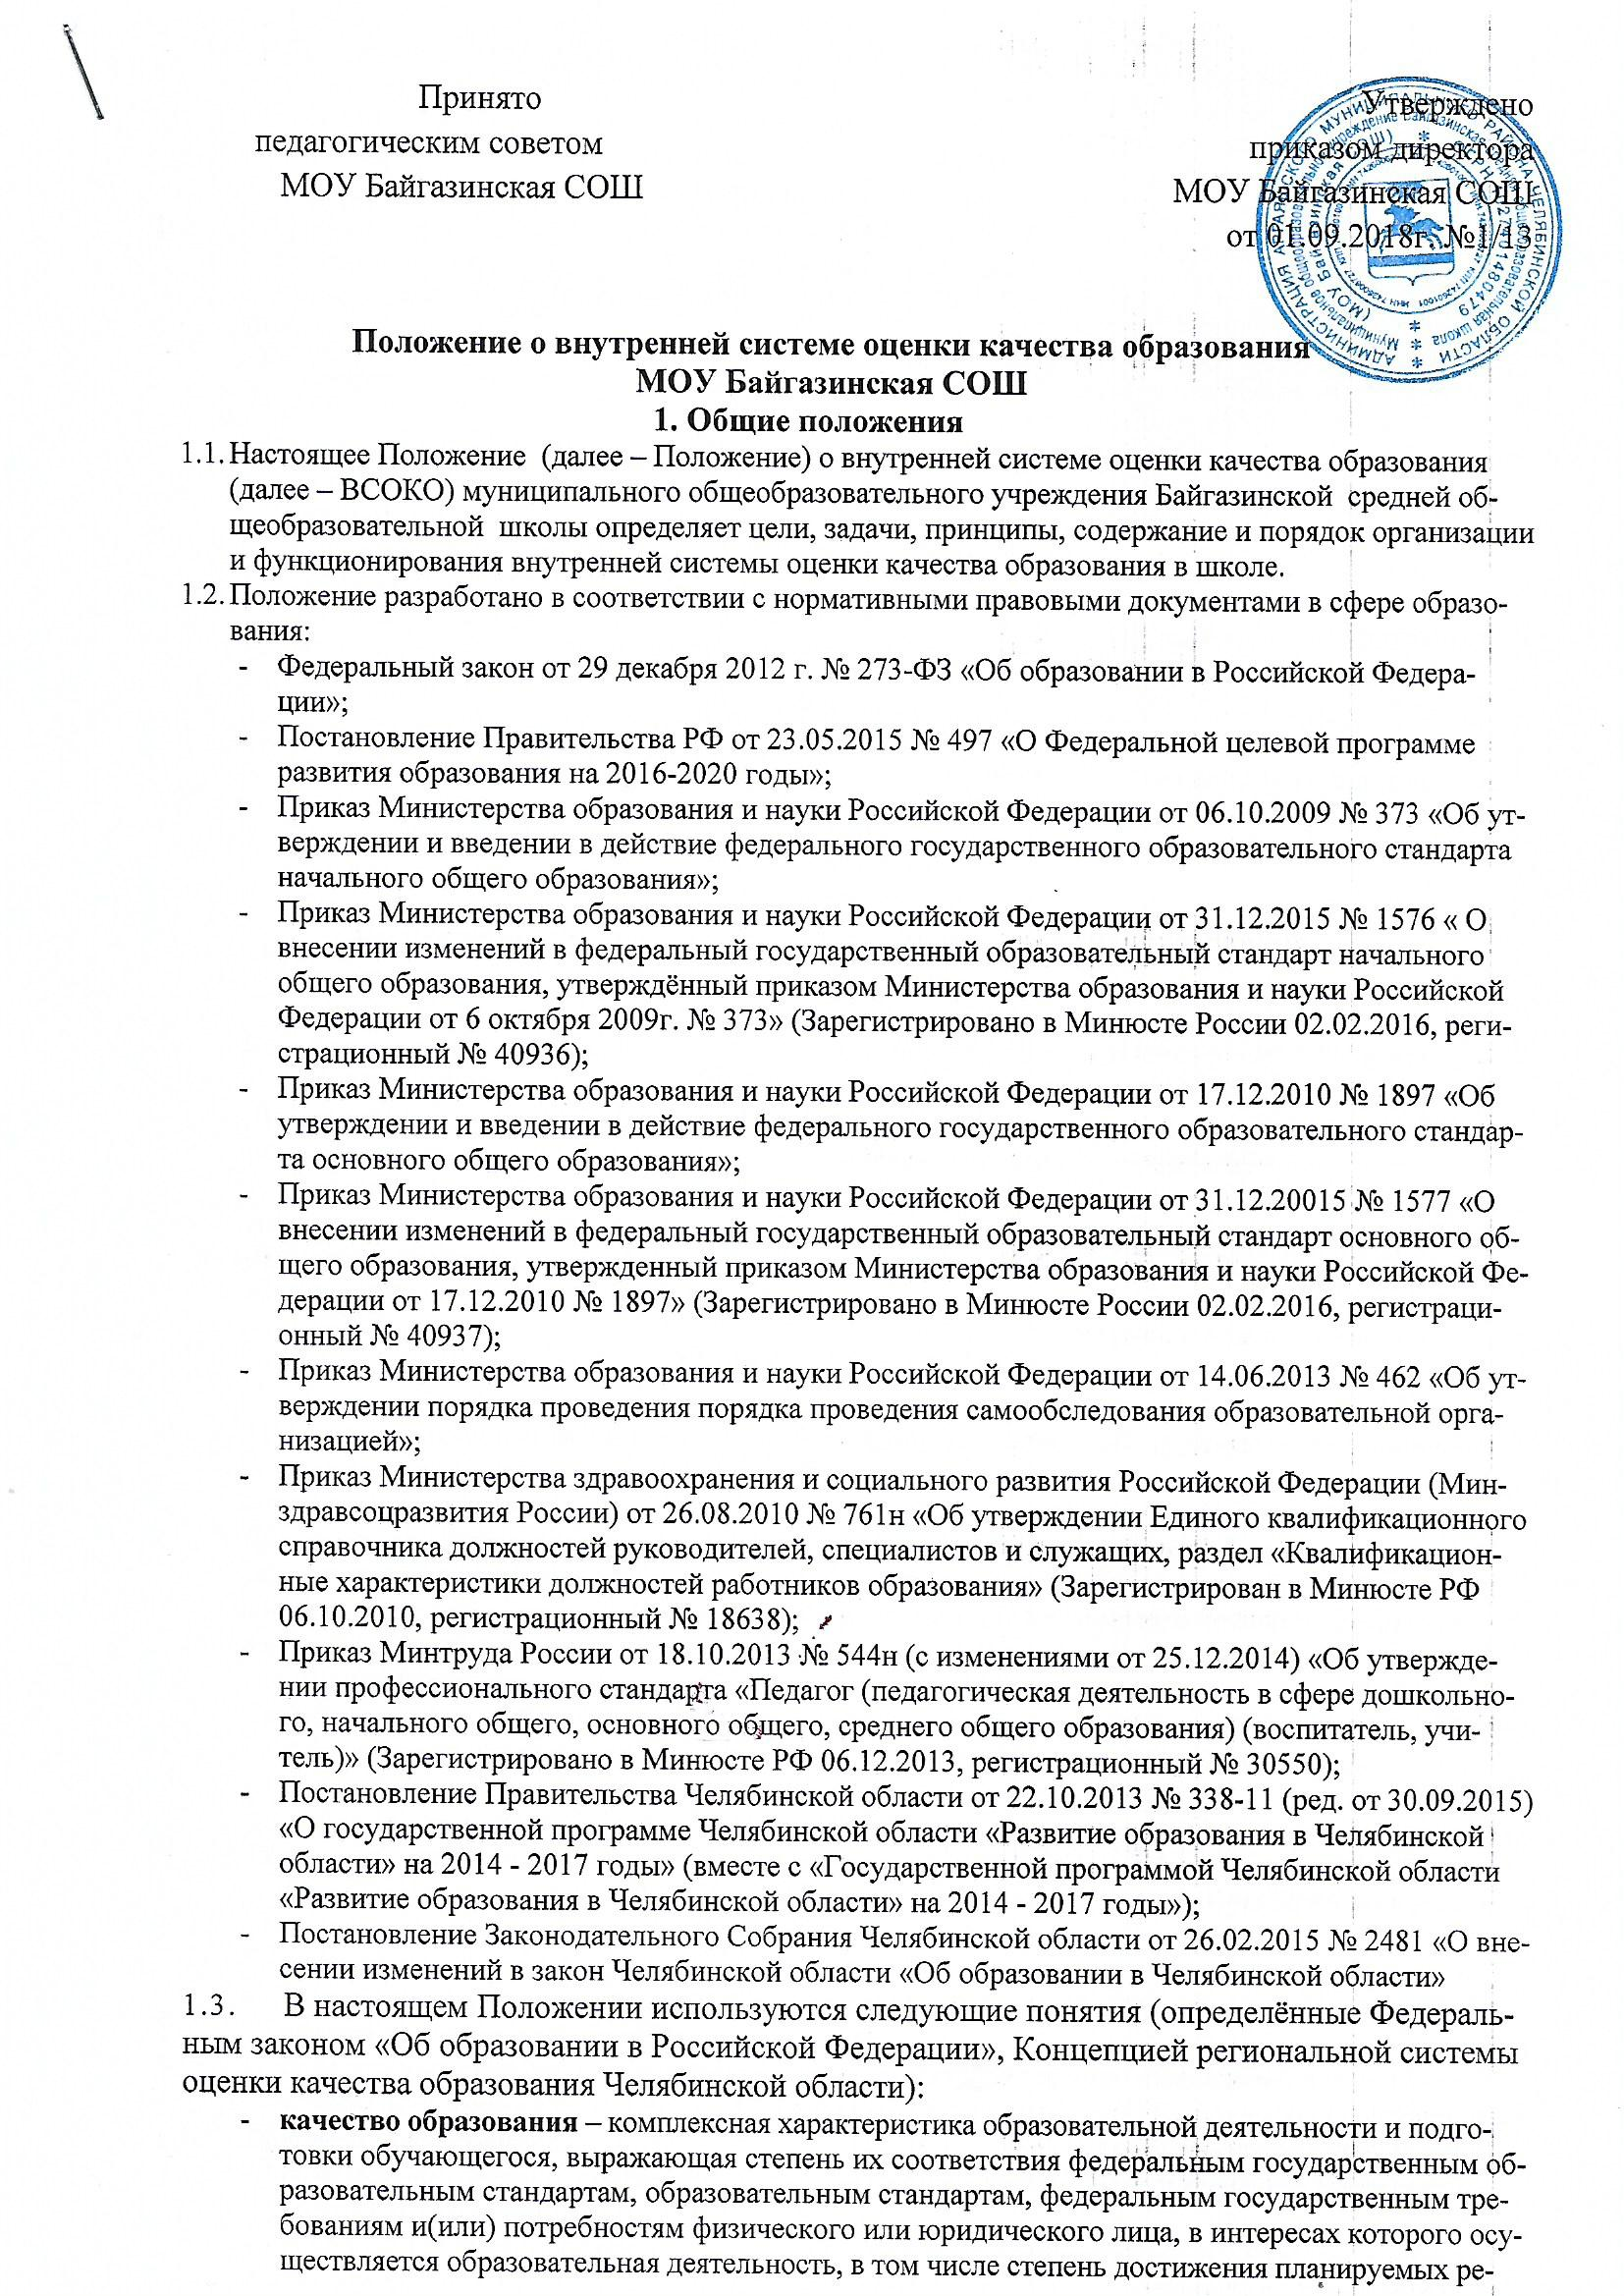 Принято
педагогическим советом
МОУ Байгазинская СОШ
Утверждено
приказом директора
МОУ Байгазинская СОШ
от 01.09.2018г. №1/13
Положение о внутренней системе оценки качества образования
МОУ Байгазинская СОШ
1. Общие положения
1.1. Настоящее Положение (далее – Положение) о внутренней системе оценки качества образования
(далее – ВСОКО) муниципального общеобразовательного учреждения Байгазинской средней об-
щеобразовательной школы определяет цели, задачи, принципы, содержание и порядок организации
и функционирования внутренней системы оценки качества образования в школе.
1.2. Положение разработано в соответствии с нормативными правовыми документами в сфере образо-
вания:
- Федеральный закон от 29 декабря 2012 г. № 273-ФЗ «Об образовании в Российской Федера-
ции»;
- Постановление Правительства РФ от 23.05.2015 № 497 «О Федеральной целевой программе
развития образования на 2016-2020 годы»;
- Приказ Министерства образования и науки Российской Федерации от 06.10.2009 № 373 «Об ут-
верждении и введении в действие федерального государственного образовательного стандарта
начального общего образования»;
- Приказ Министерства образования и науки Российской Федерации от 31.12.2015 № 1576 « О
внесении изменений в федеральный государственный образовательный стандарт начального
общего образования, утверждённый приказом Министерства образования и науки Российской
Федерации от 6 октября 2009г. № 373» (Зарегистрировано в Минюсте России 02.02.2016, реги-
страционный № 40936);
- Приказ Министерства образования и науки Российской Федерации от 17.12.2010 № 1897 «Об
утверждении и введении в действие федерального государственного образовательного стандар-
та основного общего образования»;
- Приказ Министерства образования и науки Российской Федерации от 31.12.20015 № 1577 «О
внесении изменений в федеральный государственный образовательный стандарт основного об-
щего образования, утвержденный приказом Министерства образования и науки Российской Фе-
дерации от 17.12.2010 № 1897» (Зарегистрировано в Минюсте России 02.02.2016, регистраци-
онный № 40937);
- Приказ Министерства образования и науки Российской Федерации от 14.06.2013 № 462 «Об ут-
верждении порядка проведения порядка проведения самообследования образовательной орга-
низацией»;
- Приказ Министерства здравоохранения и социального развития Российской Федерации (Мин-
здравсоцразвития России) от 26.08.2010 № 761н «Об утверждении Единого квалификационного
справочника должностей руководителей, специалистов и служащих, раздел «Квалификацион-
ные характеристики должностей работников образования» (Зарегистрирован в Минюсте РФ
06.10.2010, регистрационный № 18638);
- Приказ Минтруда России от 18.10.2013 № 544н (с изменениями от 25.12.2014) «Об утвержде-
нии профессионального стандарта «Педагог (педагогическая деятельность в сфере дошкольно-
го, начального общего, основного общего, среднего общего образования) (воспитатель, учи-
тель)» (Зарегистрировано в Минюсте РФ 06.12.2013, регистрационный № 30550);
- Постановление Правительства Челябинской области от 22.10.2013 № 338-11 (ред. от 30.09.2015)
«О государственной программе Челябинской области «Развитие образования в Челябинской
области» на 2014 - 2017 годы» (вместе с «Государственной программой Челябинской области
«Развитие образования в Челябинской области» на 2014 - 2017 годы»);
- Постановление Законодательного Собрания Челябинской области от 26.02.2015 № 2481 «О вне-
сении изменений в закон Челябинской области «Об образовании в Челябинской области»
1.3. В настоящем Положении используются следующие понятия (определённые Федераль-
ным законом «Об образовании в Российской Федерации», Концепцией региональной системы
оценки качества образования Челябинской области):
- качество образования – комплексная характеристика образовательной деятельности и подго-
товки обучающегося, выражающая степень их соответствия федеральным государственным об-
разовательным стандартам, образовательным стандартам, федеральным государственным тре-
бованиям и(или) потребностям физического или юридического лица, в интересах которого осу-
ществляется образовательная деятельность, в том числе степень достижения планируемых ре-